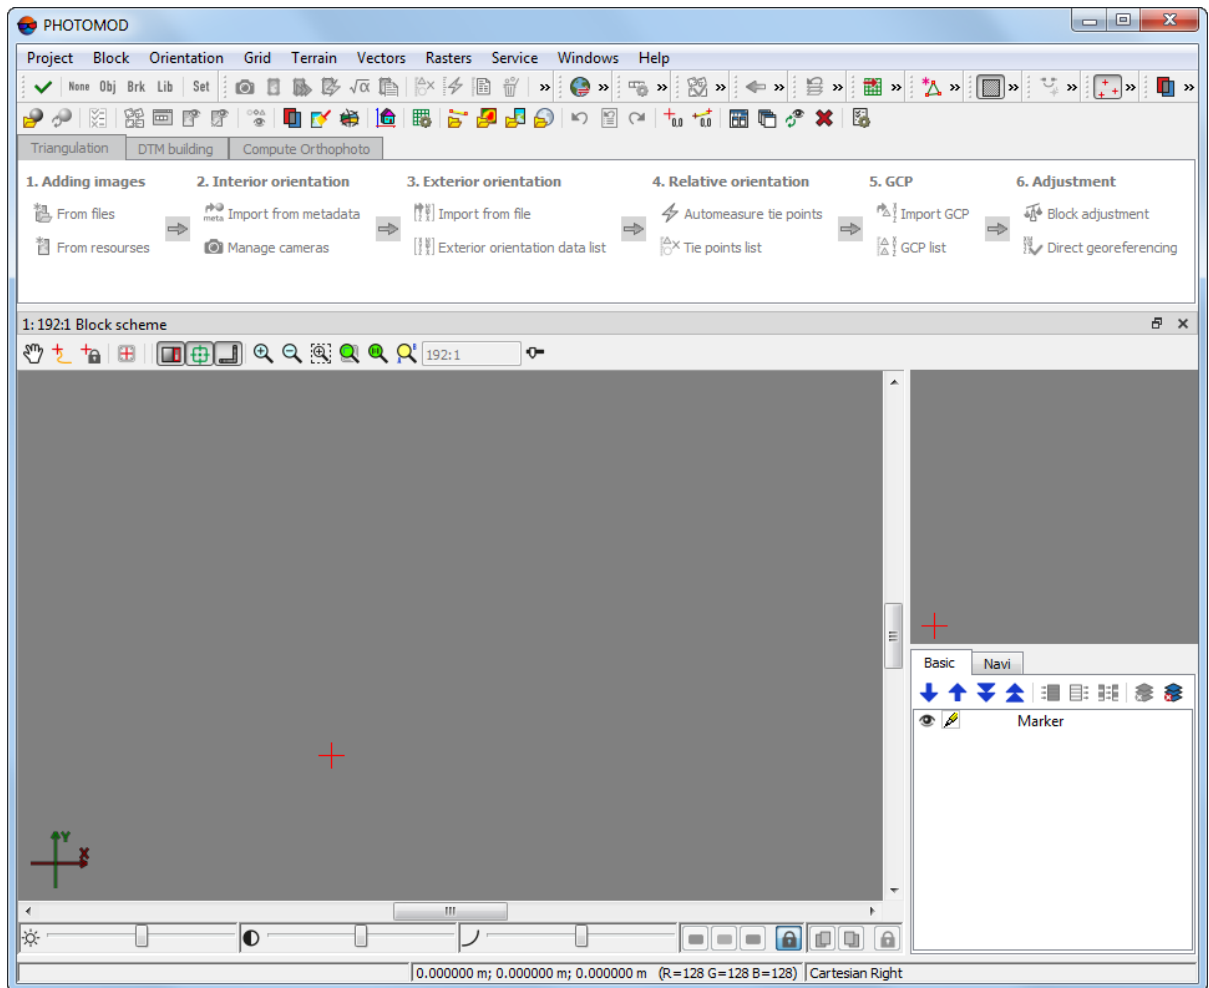 PHOTOMOD
Project Block Orientation Grid Terrain Vectors Rasters Service Windows Help
None Obj Brk Lib Set
Triangulation DTM building Compute Orthophoto
1. Adding images 2. Interior orientation 3. Exterior orientation 4. Relative orientation 5. GCP 6. Adjustment
From files meta Import from metadata Import from file Automeasure tie points Import GCP Block adjustment
From resourses Manage cameras Exterior orientation data list Tie points list GCP list Direct georeferencing
1: 192:1 Block scheme
192:1
Basic Navi
Marker
Y
X
0.000000 m; 0.000000 m; 0.000000 m (R=128 G=128 B=128) Cartesian Right